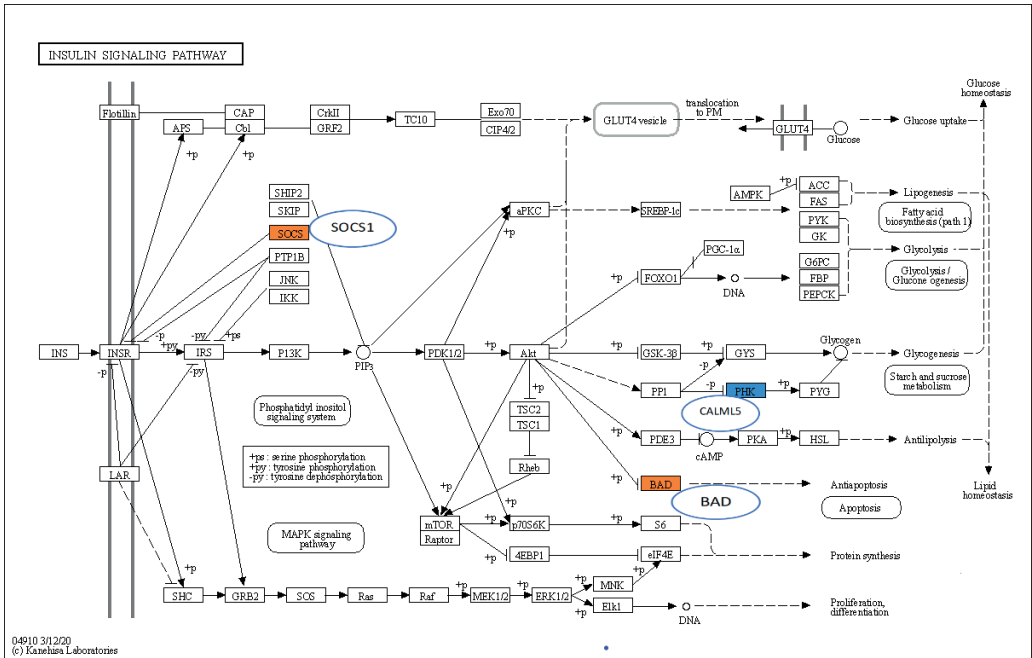 INSULIN SIGNALING PATHWAY
Glucose
homeostasis
Flotillin
CAP
CrkII
Exo70
translocation
to PM
APS
Cbl
GRF2
TC10
CIP4/2
GLUT4 vesicle
GLUT4
Glucose
Glucose uptake
+p
+p
SHIP2
SKIP
SOCS
SOCS1
PTP1B
JNK
IKK
aPKC
+p
SREBP-1c
AMPK
+p
ACC
FAS
Lipogenesis
Fatty acid
biosynthesis (path 1)
PYK
GK
Glycolysis
PGC-1α
+p
FOXO1
DNA
G6PC
FBP
PEPCK
Glycolysis /
Glucone ogenesis
INS
INSR
-p
+py
-p
-py
+ps
IRS
-py
P13K
PIP3
PDK1/2
+p
Akt
+p
GSK-3β
+p
GYS
Glycogen
Glycogenesis
Starch and sucrose
metabolism
PP1
-p
-p
PHK
+p
PYG
CALML5
+p
TSC2
TSC1
Phosphatidyl inositol
signaling system
+p
PDE3
cAMP
PKA
+p
HSL
Antilipolysis
+ps : serine phosphorylation
+py : tyrosine phosphorylation
-py : tyrosine dephosphorylation
LAR
Rheb
+p
+p
BAD
BAD
Antiapoptosis
Apoptosis
Lipid
homeostasis
MAPK signaling
pathway
mTOR
Raptor
+p
p70S6K
+p
S6
+p
4EBP1
eIF4E
Protein synthesis
+p
SHC
GRB2
SOS
Ras
Raf
+p
MEK1/2
+p
ERK1/2
+p
MNK
+p
+p
Elk1
DNA
Proliferation,
differentiation
04910 3/12/20
(c) Kanehisa Laboratories